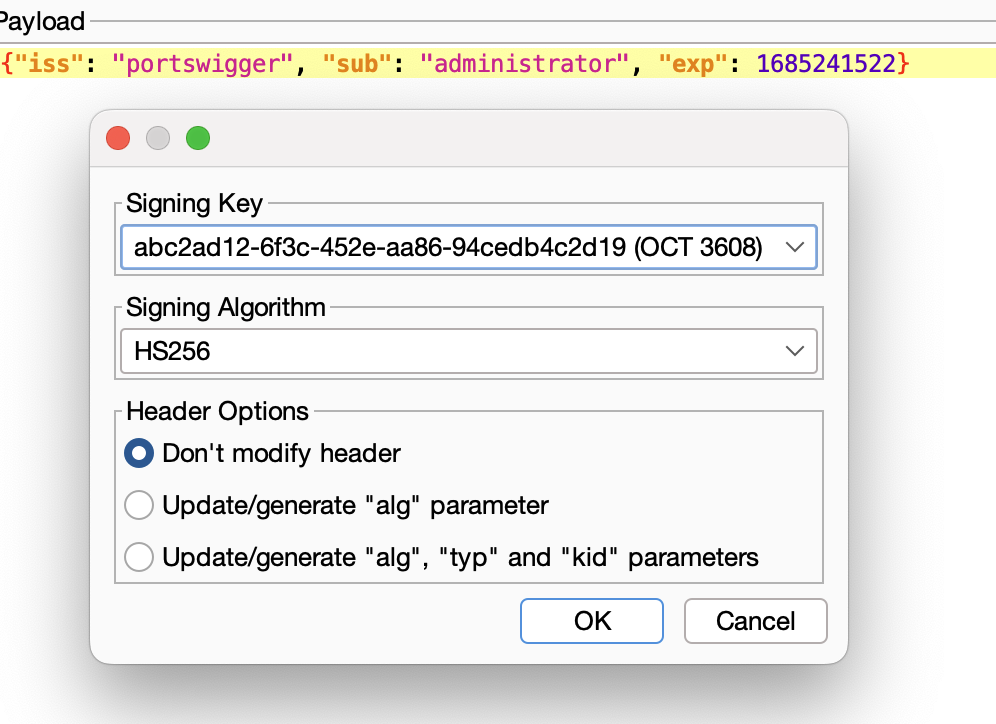 Payload
{"iss": "portswigger", "sub": "administrator", "exp": 1685241522}
Signing Key
abc2ad12-6f3c-452e-aa86-94cedb4c2d19 (OCT 3608)
Signing Algorithm
HS256
Header Options
Don't modify header
Update/generate "alg" parameter
Update/generate "alg", "typ" and "kid" parameters
OK
Cancel